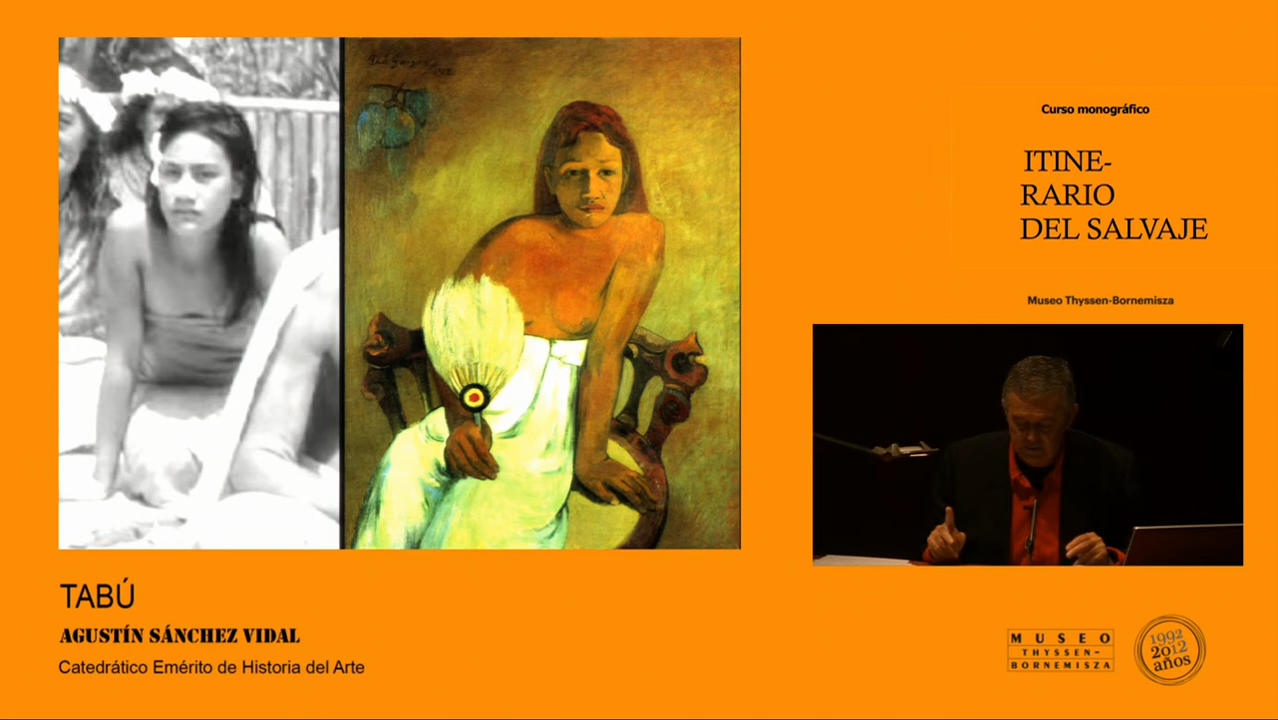 Curso monográfico
ITINE-
RARIO
DEL SALVAJE
Museo Thyssen-Bornemisza
TABÚ
AGUSTÍN SÁNCHEZ VIDAL
Catedrático Emérito de Historia del Arte
MUSEO
THYSSEN-
BORNEMISZA
1992
2012
años